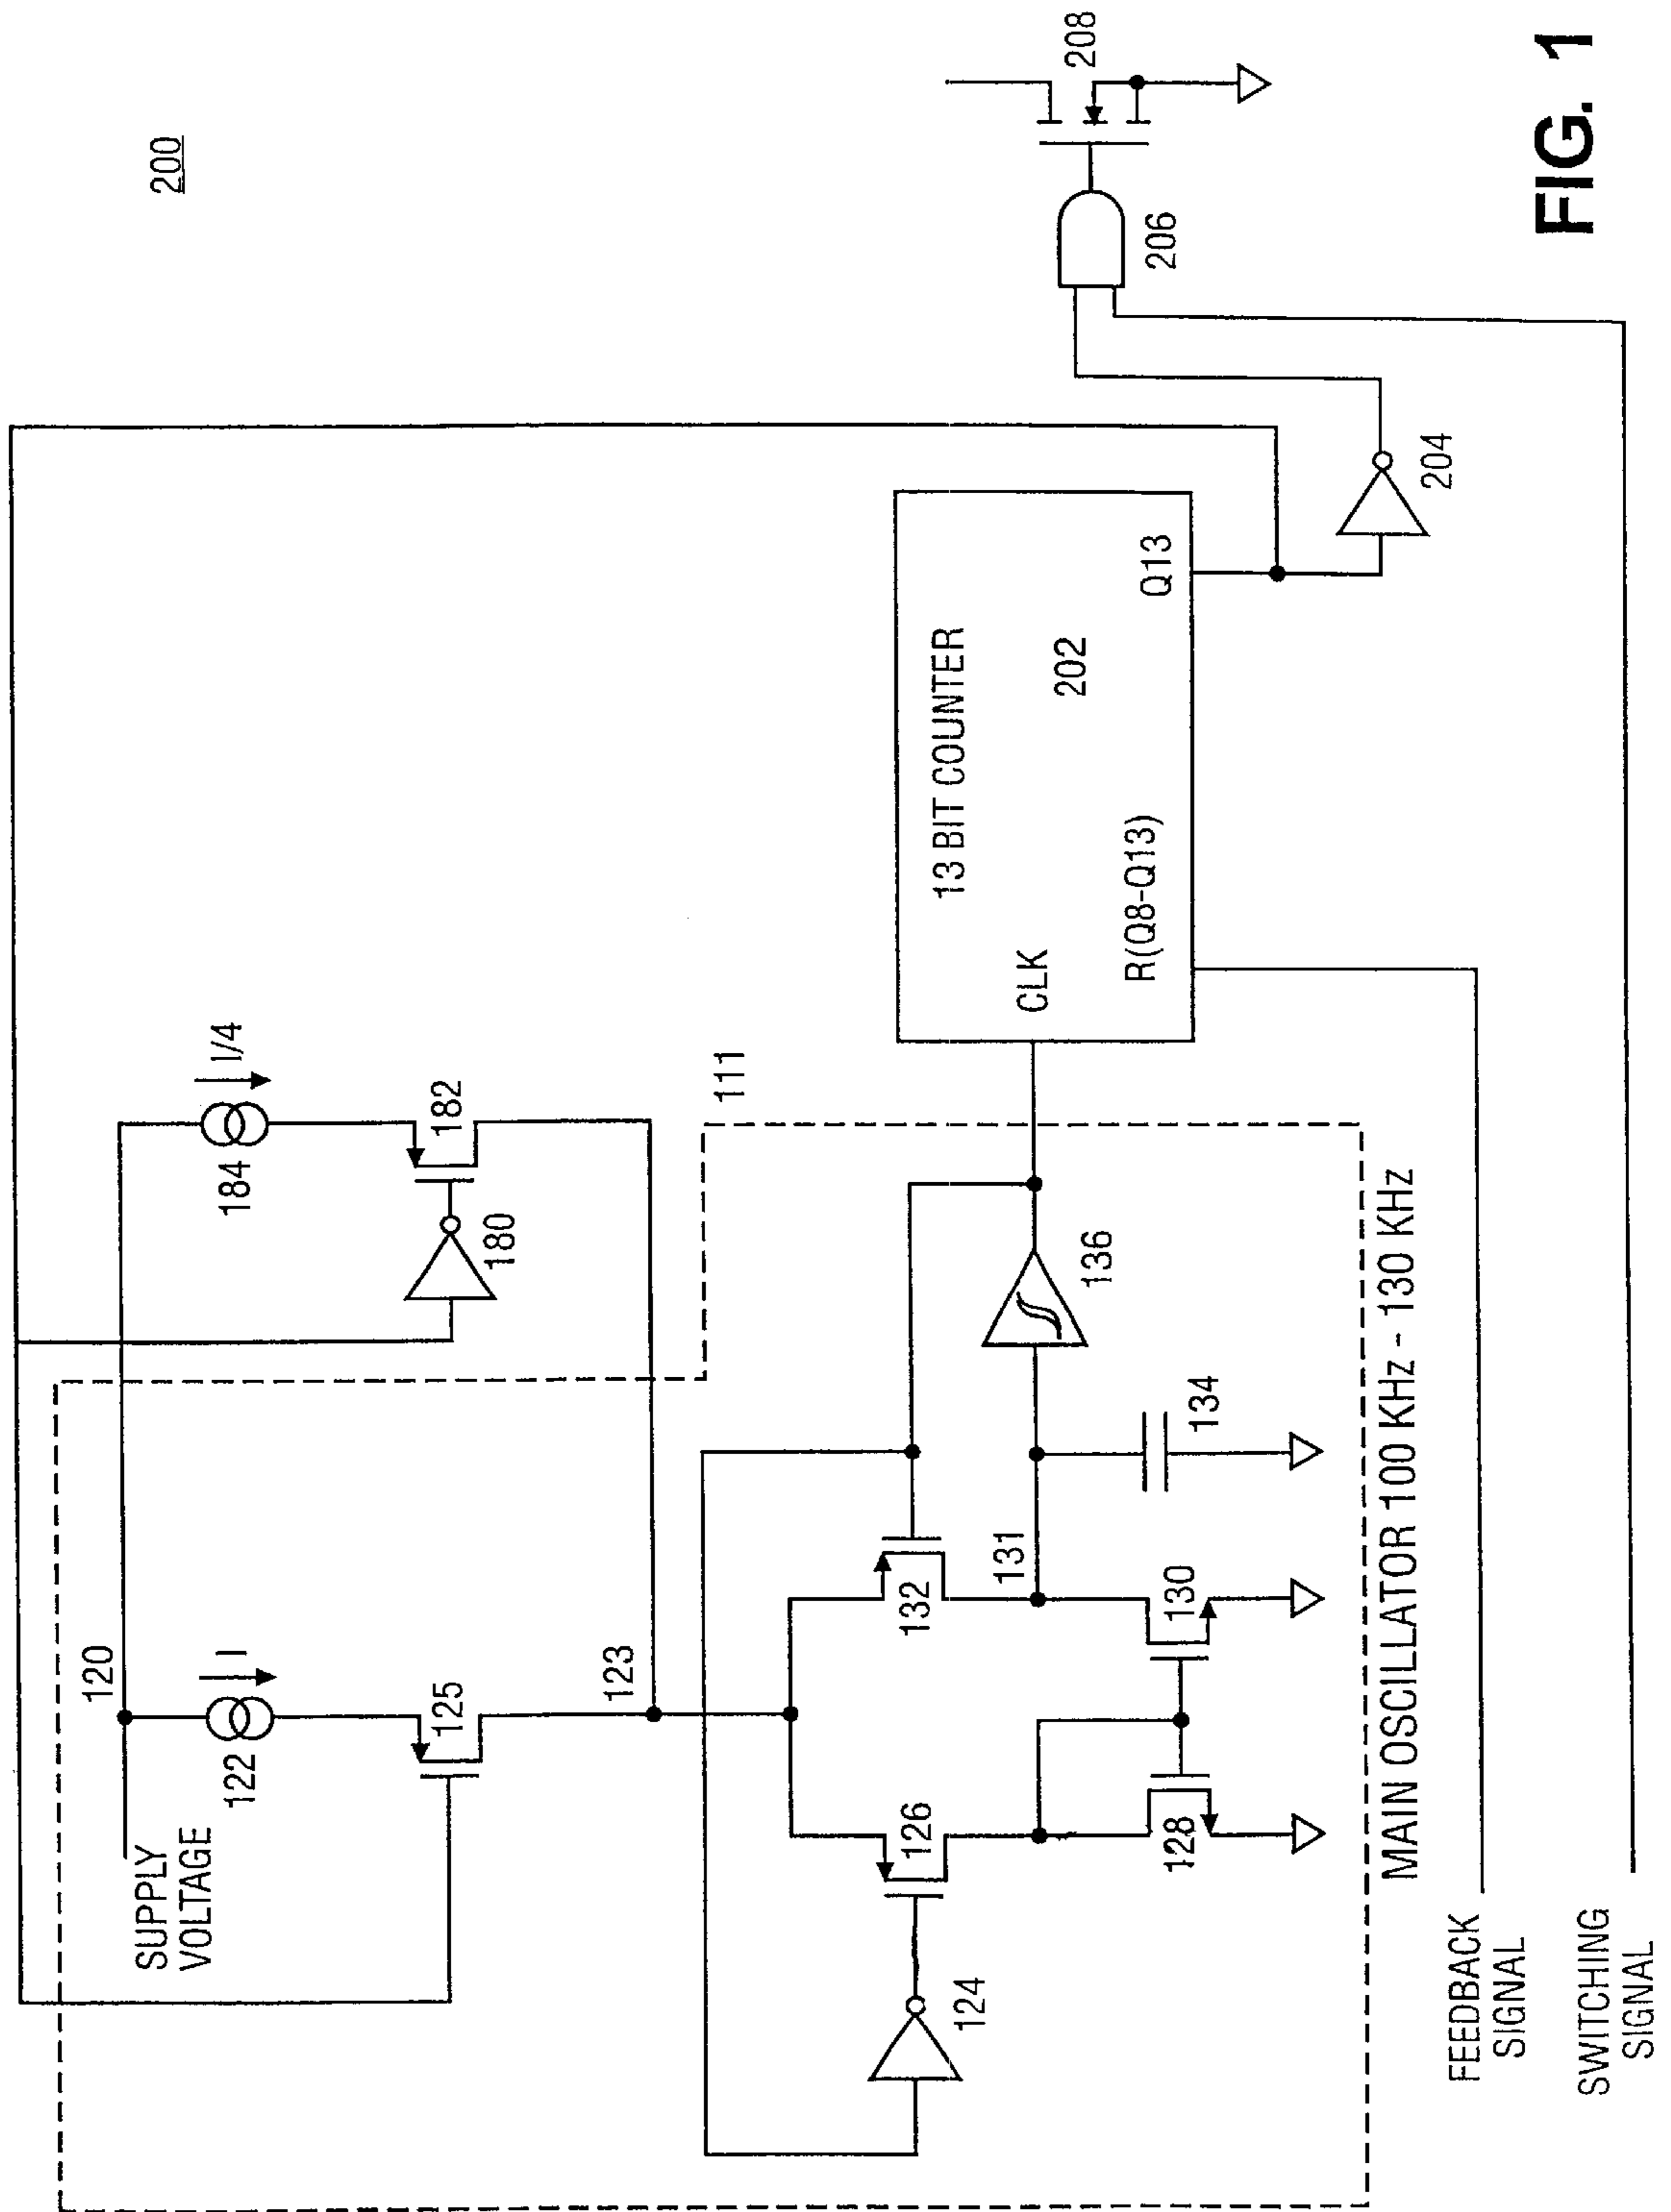 200
120
SUPPLY
VOLTAGE
122
I
125
123
184
I/4
182
180
111
126
132
124
128
130
131
134
136
MAIN OSCILLATOR 100 KHz - 130 KHz
13 BIT COUNTER
202
CLK
R(Q8-Q13)
Q13
204
206
208
FEEDBACK
SIGNAL
SWITCHING
SIGNAL
FIG. 1